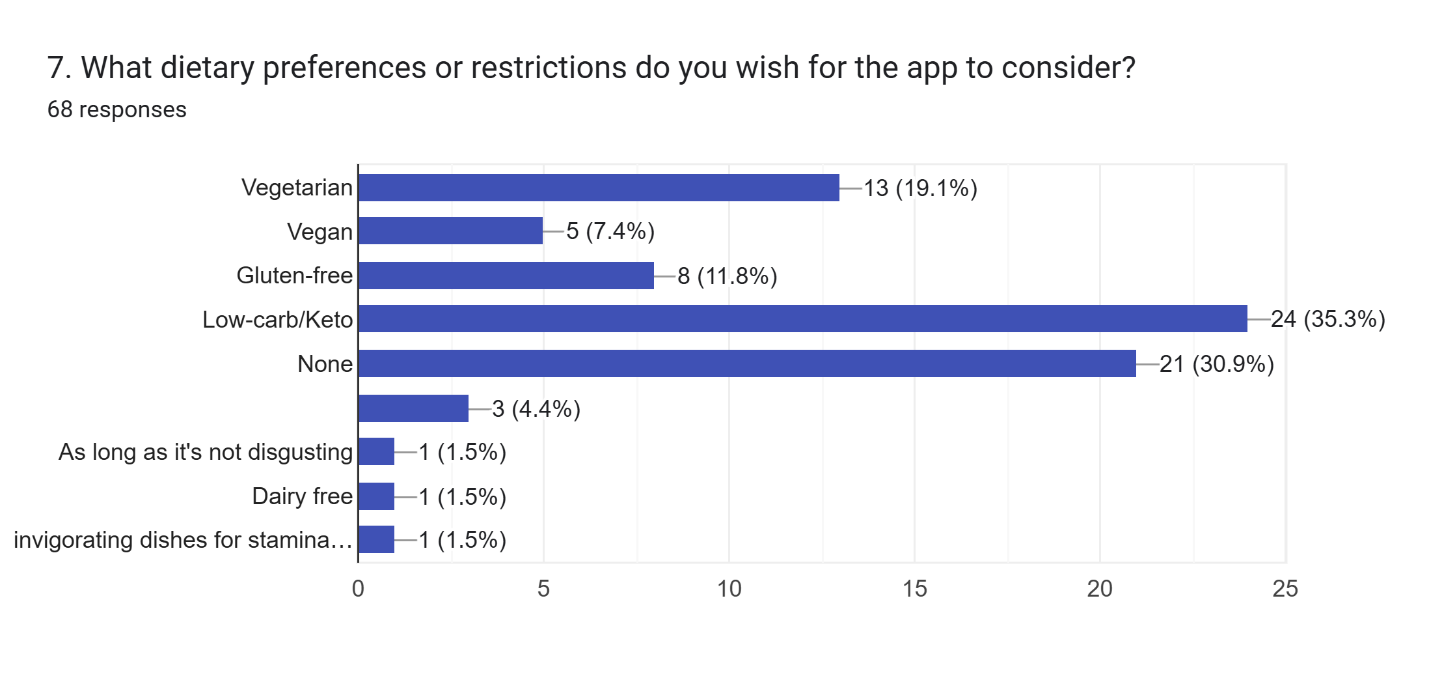 7. What dietary preferences or restrictions do you wish for the app to consider?
68 responses
Vegetarian 13 (19.1%)
Vegan 5 (7.4%)
Gluten-free 8 (11.8%)
Low-carb/Keto 24 (35.3%)
None 21 (30.9%)
3 (4.4%)
As long as it's not disgusting 1 (1.5%)
Dairy free 1 (1.5%)
invigorating dishes for stamina… 1 (1.5%)
0 5 10 15 20 25